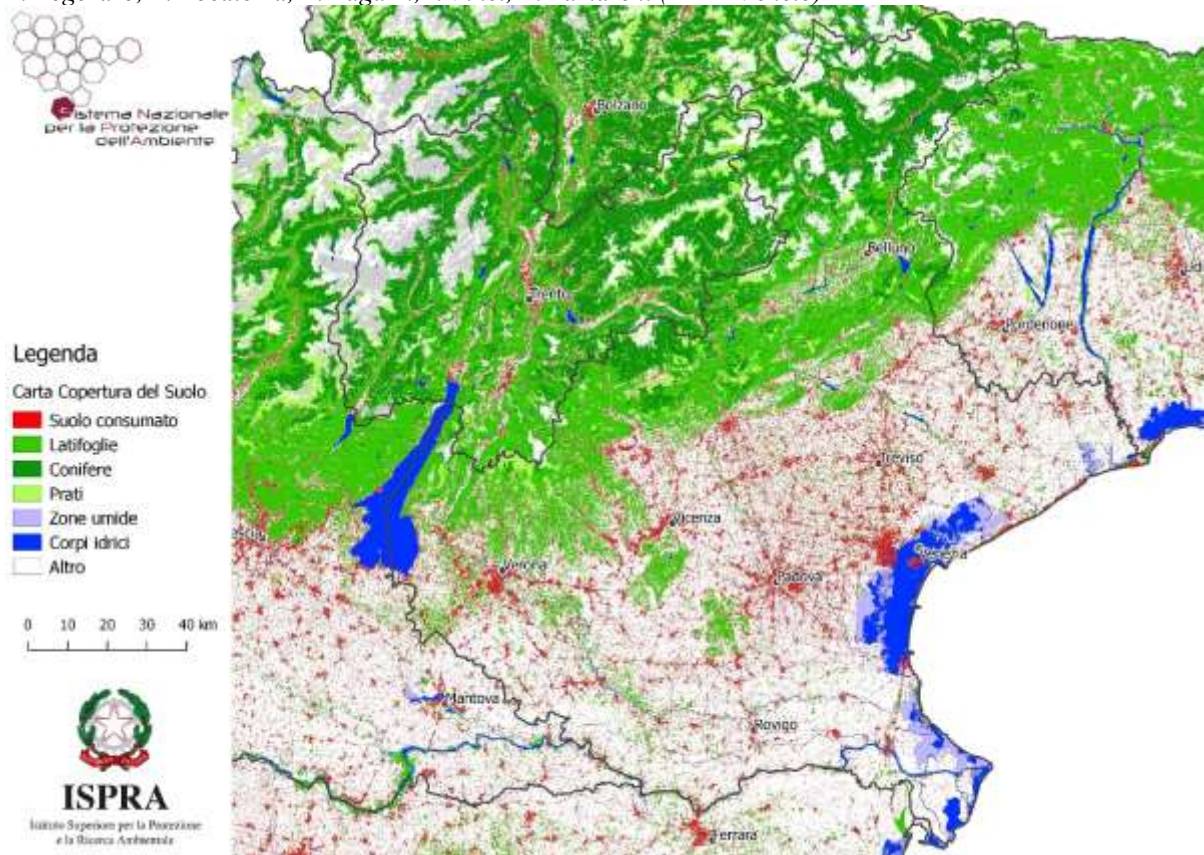 Sistema Nazionale
per la Protezione
dell'Ambiente
Bolzano
Belluno
Trento
Pordenone
Legenda
Carta Copertura del Suolo
Suolo consumato
Latifoglie
Conifere
Prati
Zone umide
Corpi idrici
Altro
Treviso
Vicenza
Venezia
Verona
Padova
0 10 20 30 40 km
Mantova
Rovigo
ISPRA
Istituto Superiore per la Protezione
e la Ricerca Ambientale
Ferrara